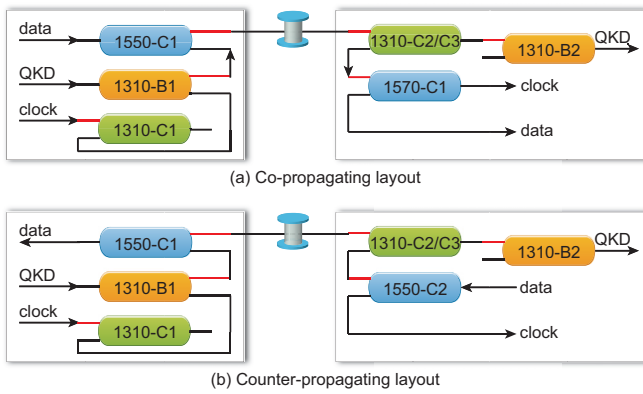 data
1550-C1
QKD
1310-B1
clock
1310-C1
1310-C2/C3
1310-B2
QKD
1570-C1
clock
data
(a) Co-propagating layout
data
1550-C1
QKD
1310-B1
clock
1310-C1
1310-C2/C3
1310-B2
QKD
1550-C2
data
clock
(b) Counter-propagating layout